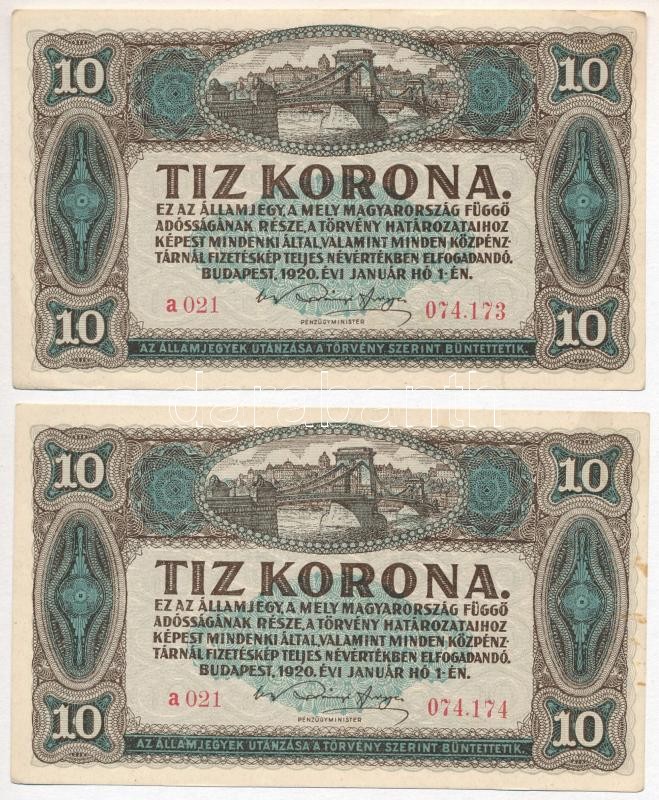 10 10
TIZ KORONA.
EZ AZ ÁLLAMJEGY, A MELY MAGYARORSZÁG FÜGGŐ
ADÓSSÁGÁNAK RÉSZE, A TÖRVÉNY HATÁROZATAIHOZ
KÉPEST MINDENKI ÁLTAL, VALAMINT MINDEN KÖZPÉNZ-
TÁRNÁL FIZETÉSKÉP TELJES NÉVÉRTÉKBEN ELFOGADANDÓ.
BUDAPEST, 1920. ÉVI JANUÁR HÓ 1-ÉN.
a 021 074.173
PÉNZÜGYMINISTER
10 10
AZ ÁLLAMJEGYEK UTÁNZÁSA A TÖRVÉNY SZERINT BÜNTETTETIK.
darabanth
10 10
TIZ KORONA.
EZ AZ ÁLLAMJEGY, A MELY MAGYARORSZÁG FÜGGŐ
ADÓSSÁGÁNAK RÉSZE, A TÖRVÉNY HATÁROZATAIHOZ
KÉPEST MINDENKI ÁLTAL, VALAMINT MINDEN KÖZPÉNZ-
TÁRNÁL FIZETÉSKÉP TELJES NÉVÉRTÉKBEN ELFOGADANDÓ.
BUDAPEST, 1920. ÉVI JANUÁR HÓ 1-ÉN.
a 021 074.174
PÉNZÜGYMINISTER
10 10
AZ ÁLLAMJEGYEK UTÁNZÁSA A TÖRVÉNY SZERINT BÜNTETTETIK.